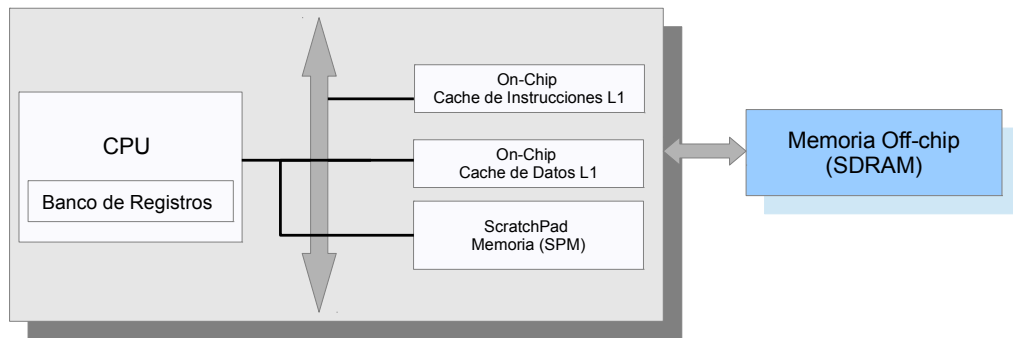 On-Chip
Cache de Instrucciones L1
CPU
Banco de Registros
On-Chip
Cache de Datos L1
ScratchPad
Memoria (SPM)
Memoria Off-chip
(SDRAM)